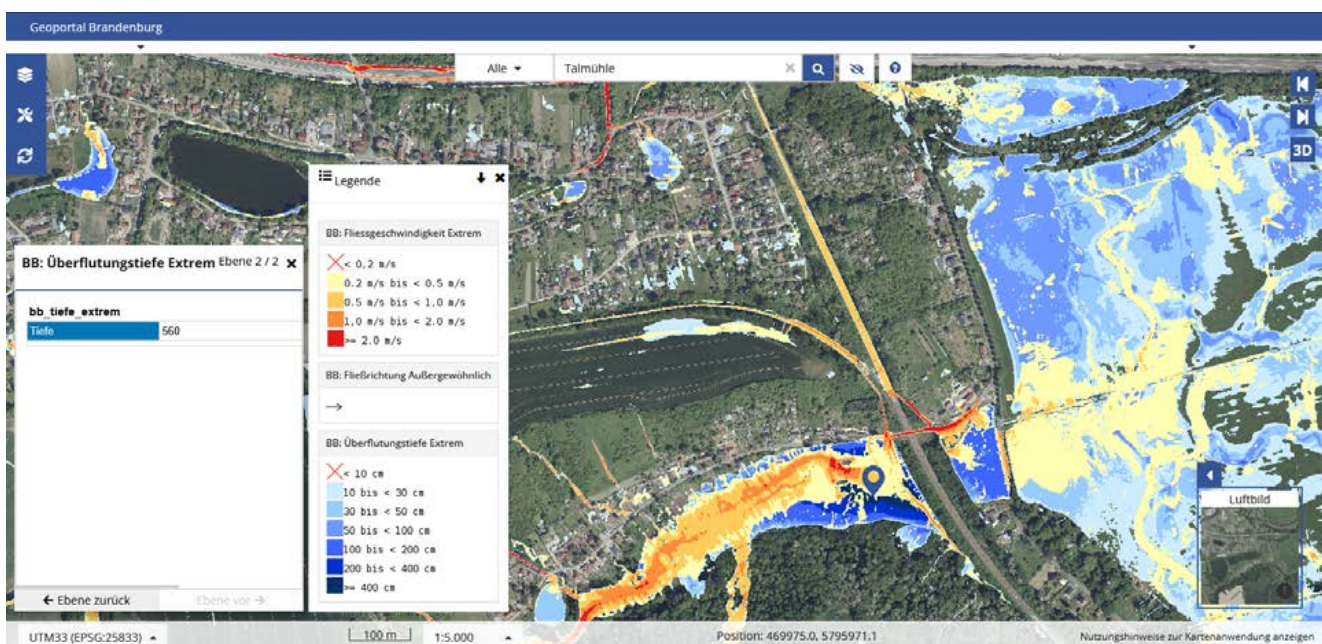 Geoportal Brandenburg
Alle
Talmühle
3D
Legende
BB: Fliessgeschwindigkeit Extrem
< 0,2 m/s
0.2 m/s bis < 0.5 m/s
0.5 m/s bis < 1.0 m/s
1.0 m/s bis < 2.0 m/s
>= 2.0 m/s
BB: Fließrichtung Außergewöhnlich
BB: Überflutungstiefe Extrem
< 10 cm
10 bis < 30 cm
30 bis < 50 cm
50 bis < 100 cm
100 bis < 200 cm
200 bis < 400 cm
>= 400 cm
BB: Überflutungstiefe Extrem Ebene 2 / 2
bb_tiefe_extrem
Tiefe 560
Ebene zurück
Ebene vor
Luftbild
UTM33 (EPSG:25833)
100 m
1:5.000
Position: 469975.0, 5795971.1
Nutzungshinweise zur Kartenanwendung anzeigen